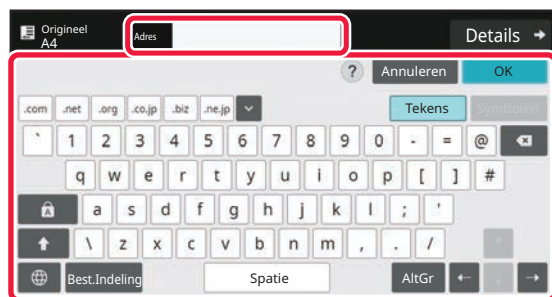 Origineel
A4
Adres
Details →
? Annuleren OK
.com .net .org .co.jp .biz .ne.jp Tekens Symbolen
` 1 2 3 4 5 6 7 8 9 0 - = @
q w e r t y u i o p [ ] #
A a s d f g h j k l ; '
\ z x c v b n m , . /
Best.Indeling Spatie AltGr ← ↓ →